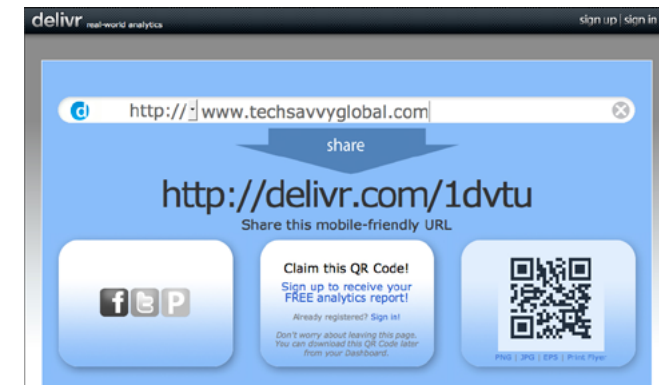 delivr real-world analytics
sign up | sign in
d http:// www.techsavvyglobal.com
share
http://delivr.com/1dvtu
Share this mobile-friendly URL
f t P
Claim this QR Code!
Sign up to receive your
FREE analytics report!
Already registered? Sign in!
Don't worry about leaving this page.
You can download this QR Code later
from your Dashboard.
PNG | JPG | EPS | Print Flyer